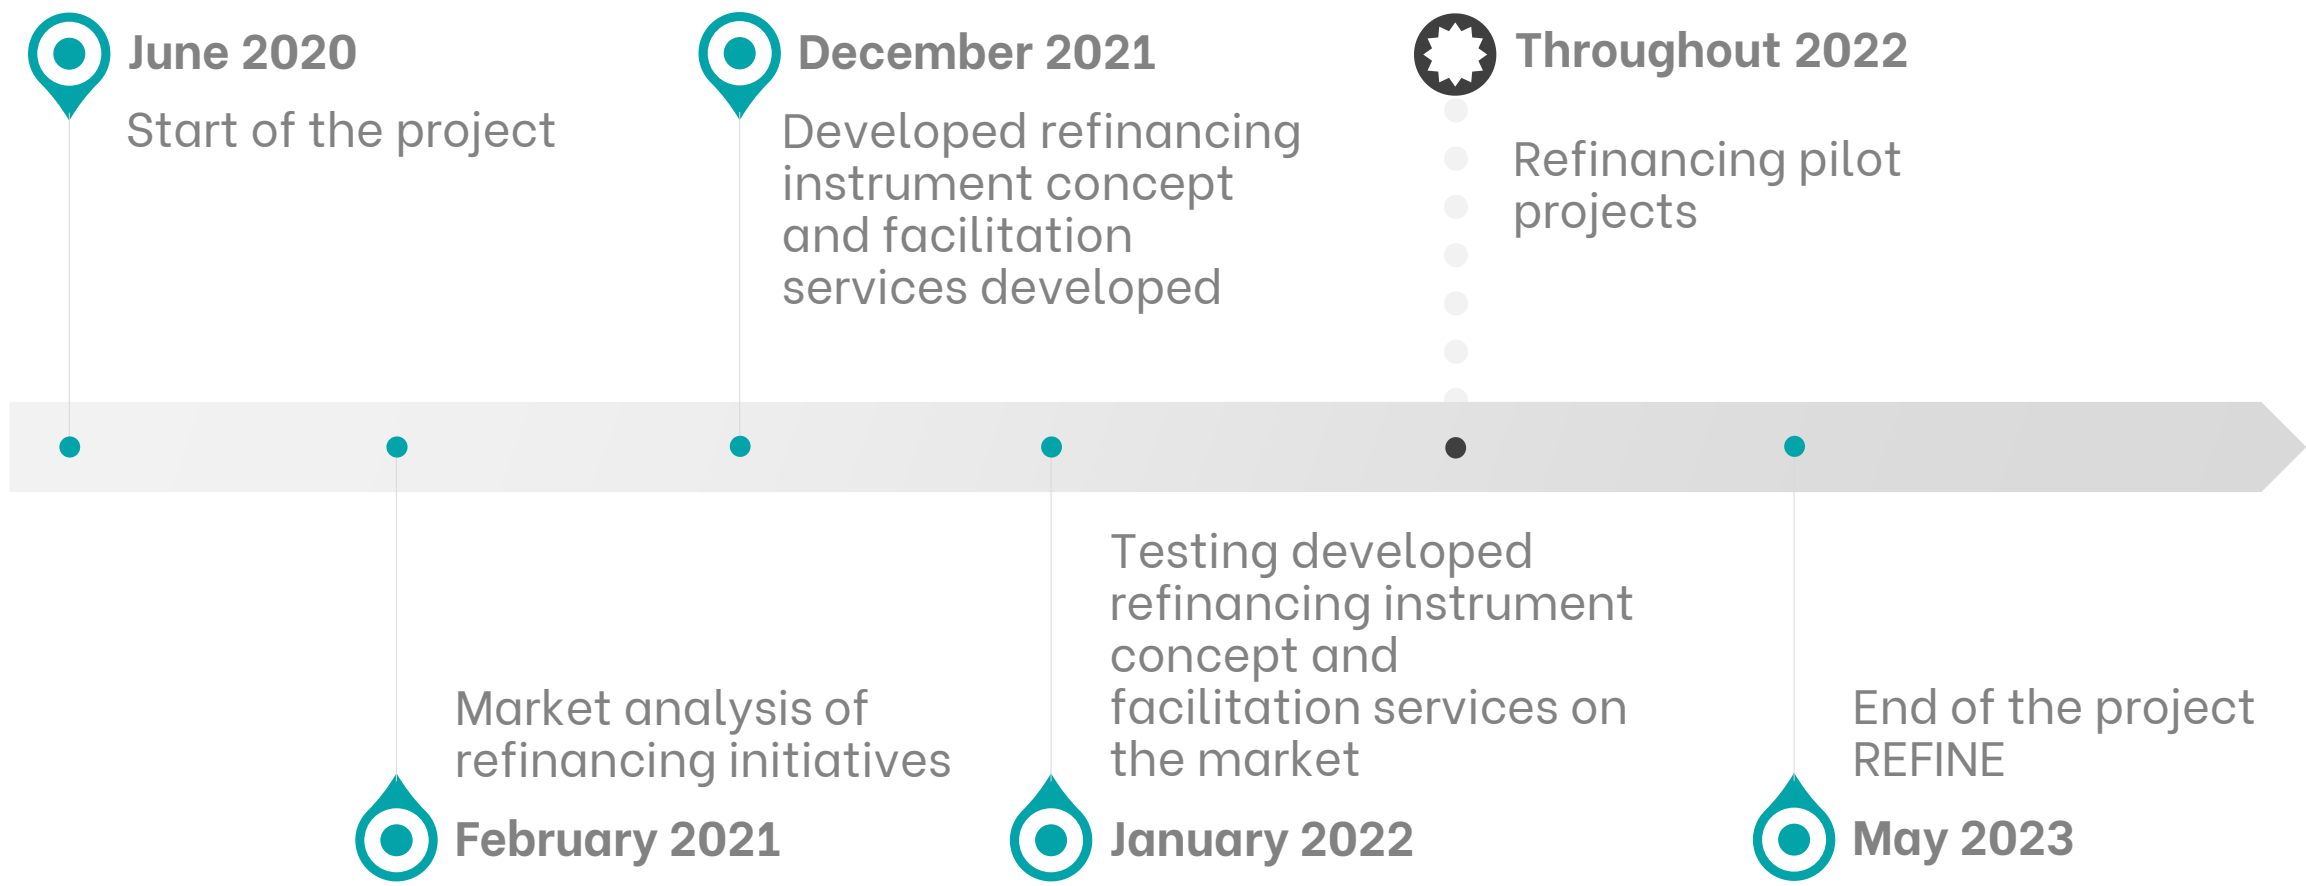 June 2020
Start of the project
December 2021
Developed refinancing
instrument concept
and facilitation
services developed
Throughout 2022
Refinancing pilot
projects
Market analysis of
refinancing initiatives
February 2021
Testing developed
refinancing instrument
concept and
facilitation services on
the market
January 2022
End of the project
REFINE
May 2023